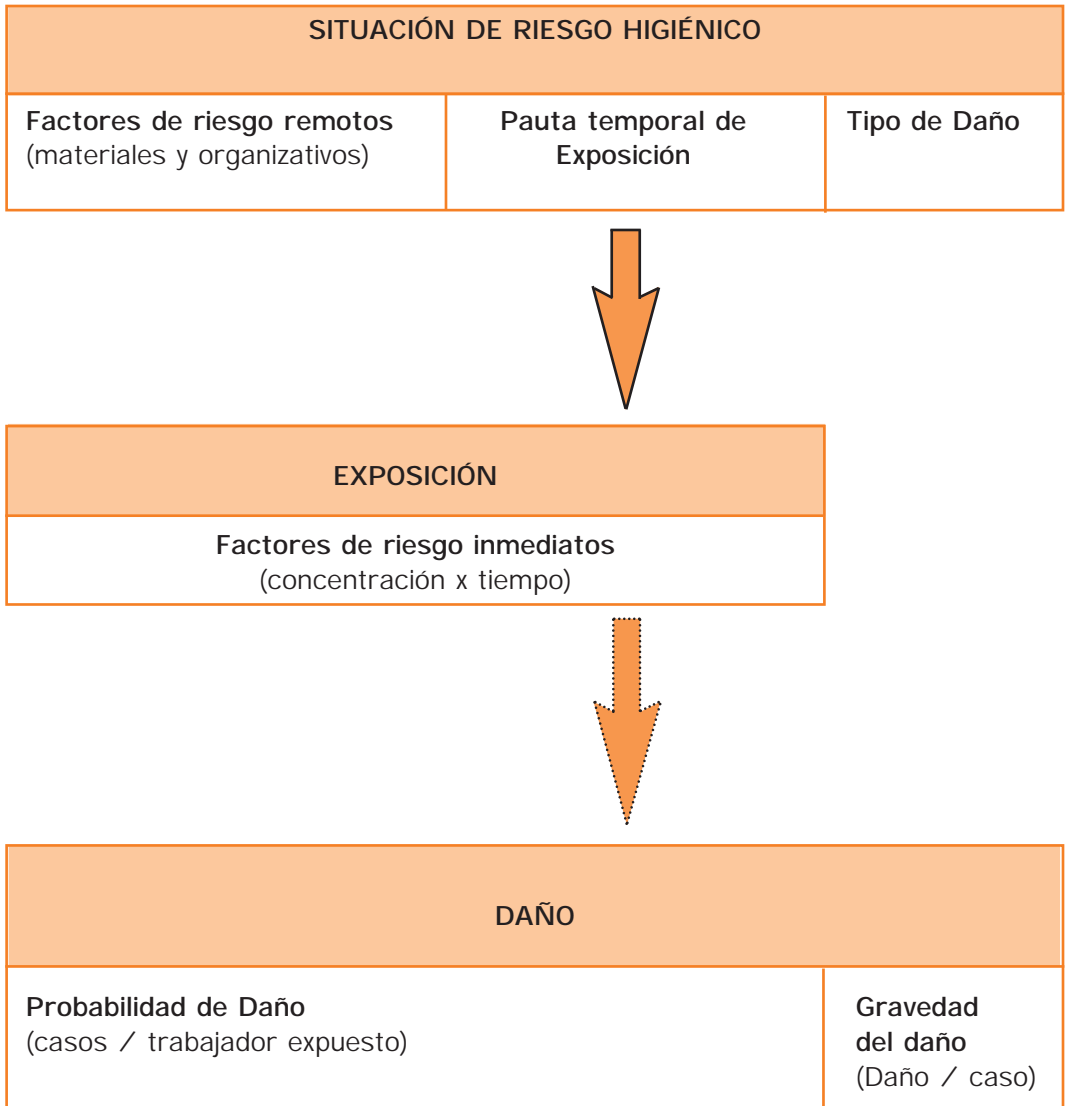 SITUACIÓN DE RIESGO HIGIÉNICO
Factores de riesgo remotos
(materiales y organizativos)
Pauta temporal de
Exposición
Tipo de Daño
EXPOSICIÓN
Factores de riesgo inmediatos
(concentración x tiempo)
DAÑO
Probabilidad de Daño
(casos / trabajador expuesto)
Gravedad
del daño
(Daño / caso)